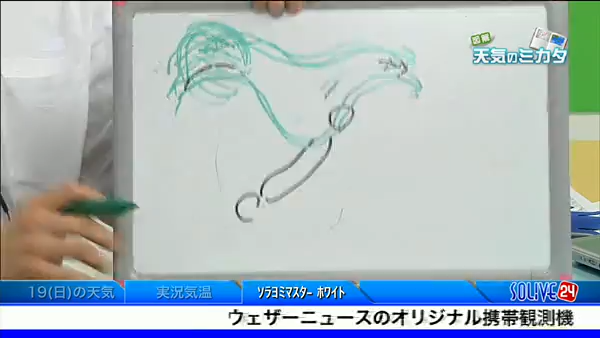 図解
天気のミカタ
19(日)の天気
実況気温
ソラヨミマスター ホワイト
SOLiVE24
ウェザーニュースのオリジナル携帯観測機